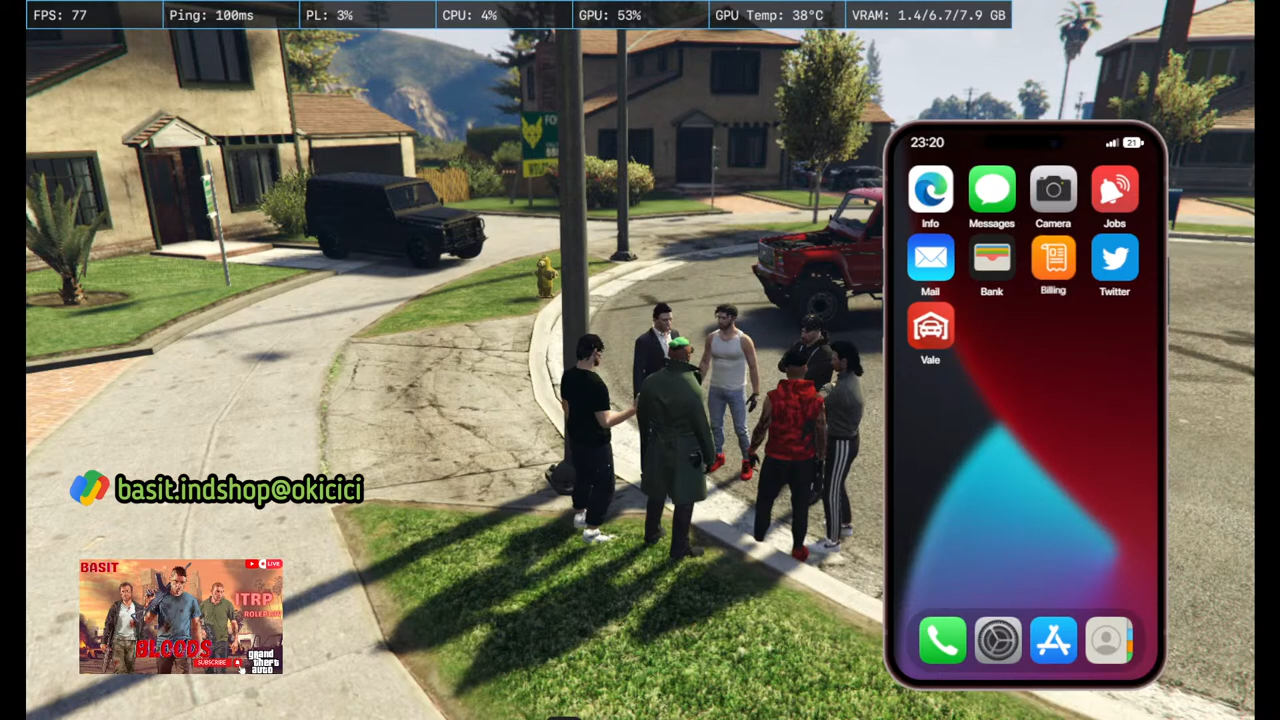 FPS: 77 Ping: 100ms PL: 3% CPU: 4% GPU: 53% GPU Temp: 38°C VRAM: 1.4/6.7/7.9 GB
23:20 21
Info Messages Camera Jobs
Mail Bank Billing Twitter
Vale
basit.indshop@okicici
BASIT LIVE
ITRP
ROLEPLAY
BLOODS
SUBSCRIBE
grand
theft
auto